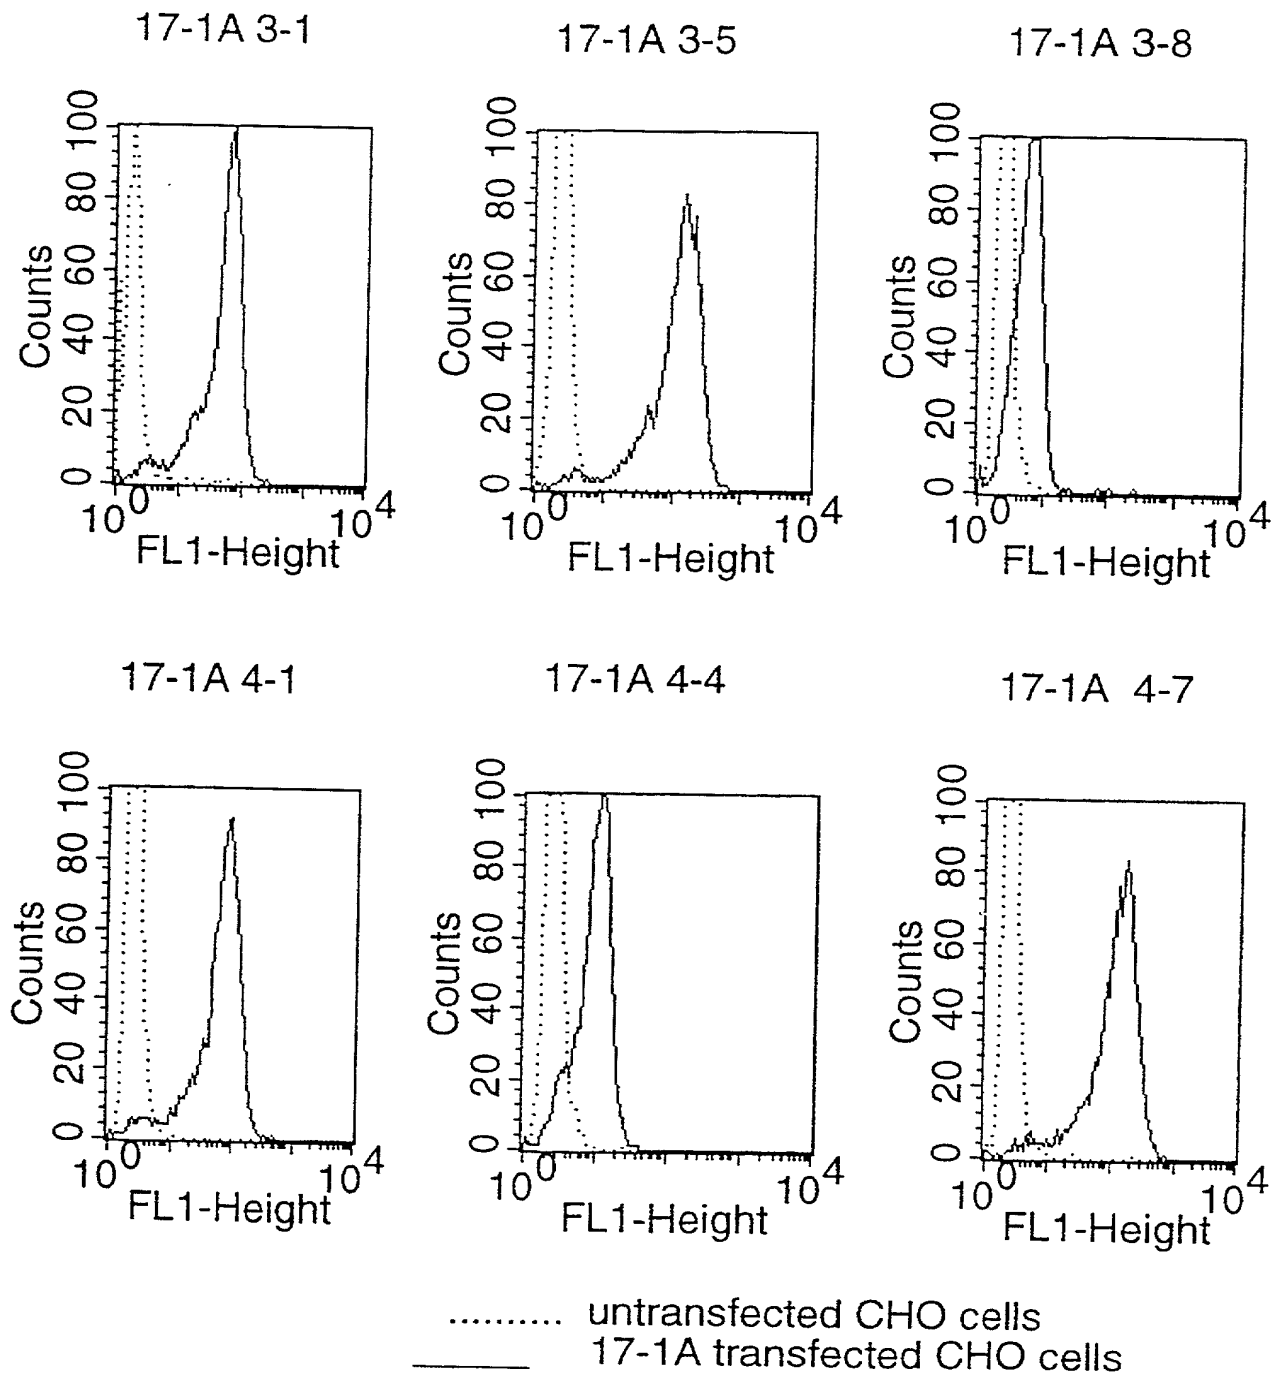 17-1A 3-1
17-1A 3-5
17-1A 3-8
Counts
0 20 40 60 80 100
10^0 10^4
FL1-Height
Counts
0 20 40 60 80 100
10^0 10^4
FL1-Height
Counts
0 20 40 60 80 100
10^0 10^4
FL1-Height
17-1A 4-1
17-1A 4-4
17-1A 4-7
Counts
0 20 40 60 80 100
10^0 10^4
FL1-Height
Counts
0 20 40 60 80 100
10^0 10^4
FL1-Height
Counts
0 20 40 60 80 100
10^0 10^4
FL1-Height
untransfected CHO cells
17-1A transfected CHO cells